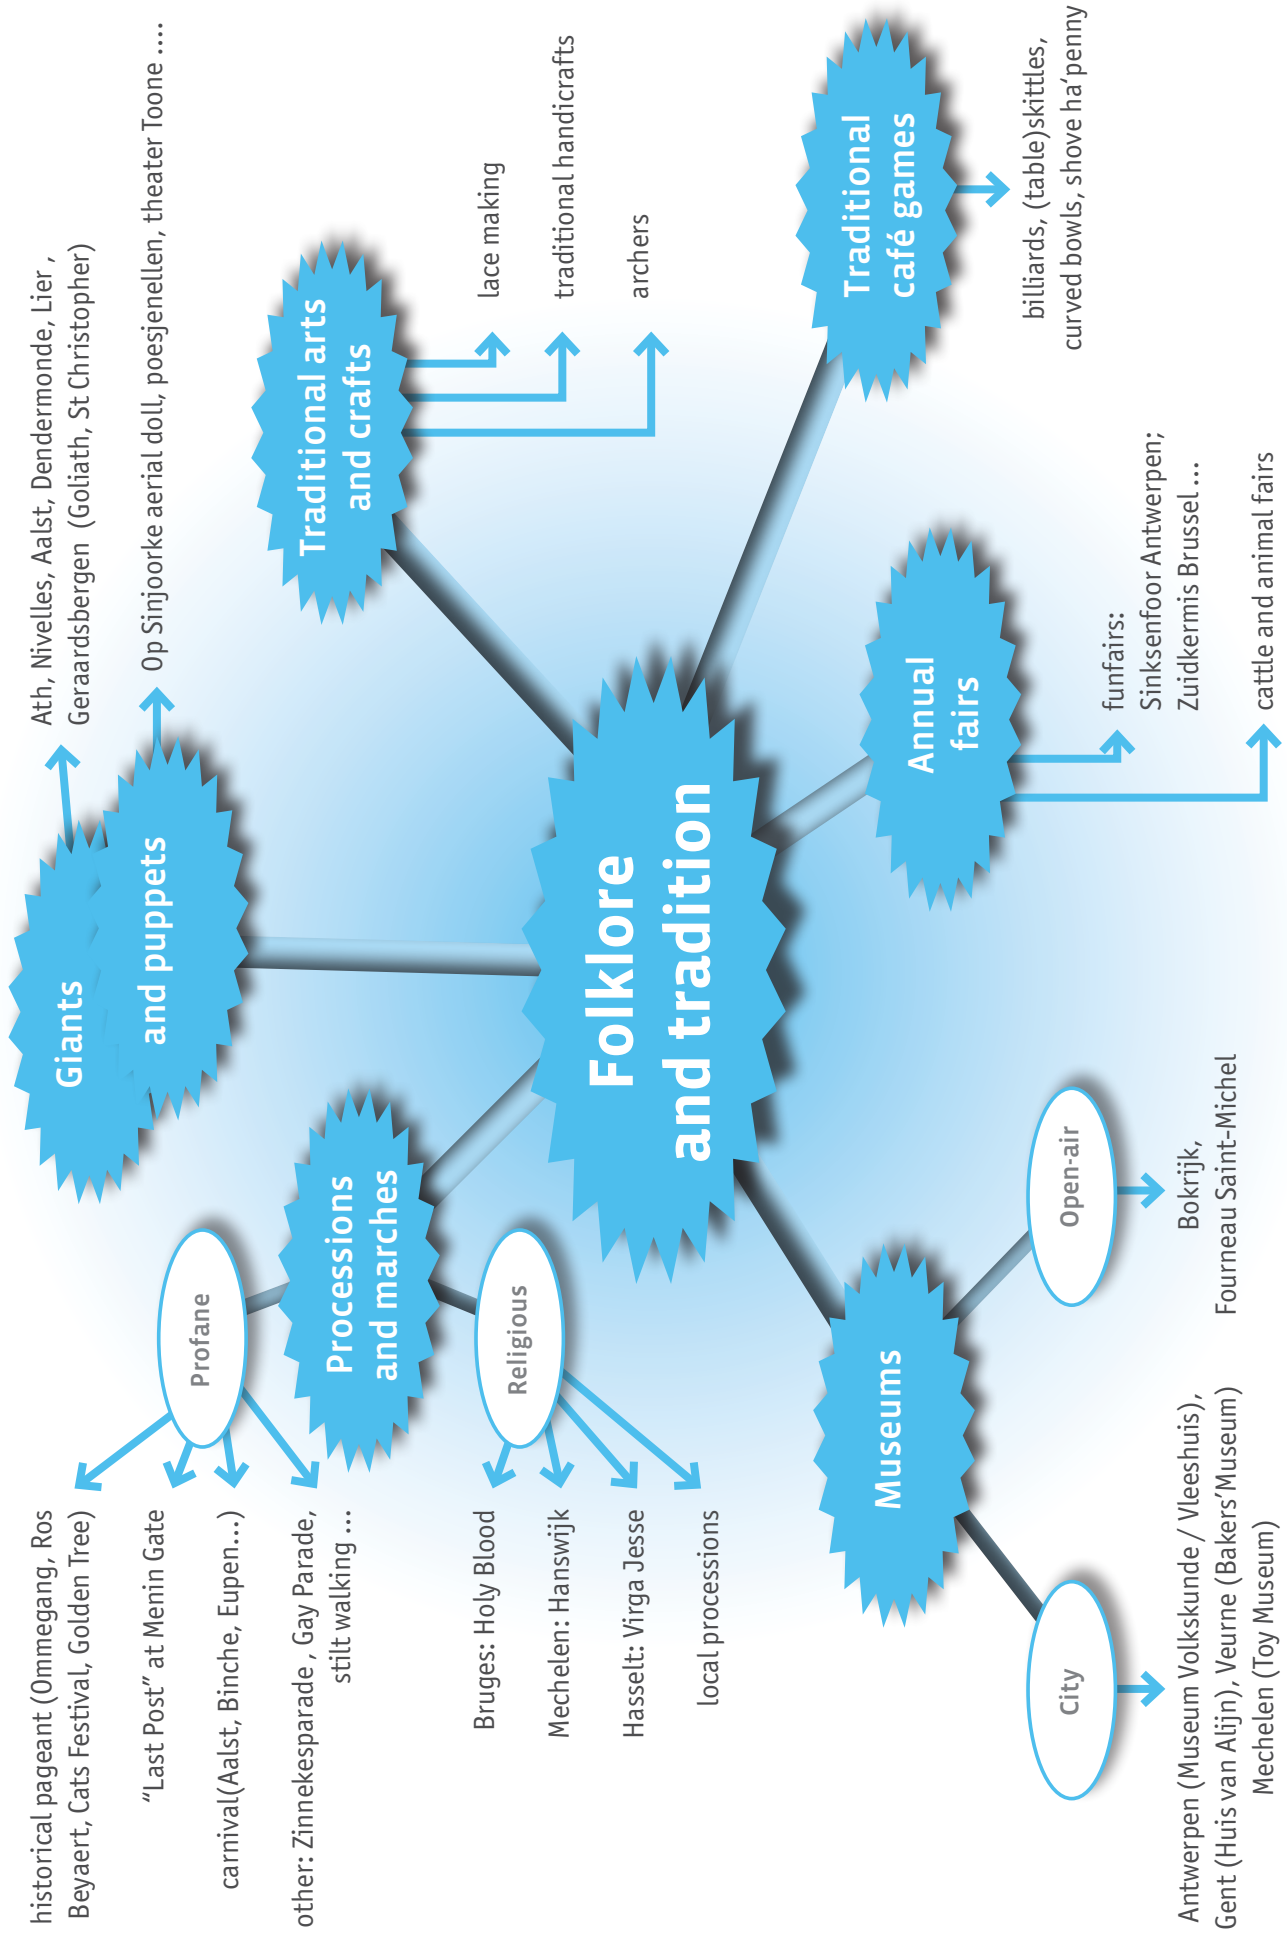 Folklore
and tradition
Giants
and puppets
Ath, Nivelles, Aalst, Dendermonde, Lier ,
Geraardsbergen (Goliath, St Christopher)
Op Sinjoorke aerial doll, poesjenellen, theater Toone ....
Traditional arts
and crafts
lace making
traditional handicrafts
archers
Traditional
café games
billiards, (table)skittles,
curved bowls, shove ha'penny
Annual
fairs
funfairs:
Sinksenfoor Antwerpen;
Zuidkermis Brussel ...
cattle and animal fairs
Museums
Open-air
Bokrijk,
Fourneau Saint-Michel
City
Antwerpen (Museum Volkskunde / Vleeshuis),
Gent (Huis van Alijn), Veurne (Bakers'Museum)
Mechelen (Toy Museum)
Processions
and marches
Profane
historical pageant (Ommegang, Ros
Beyaert, Cats Festival, Golden Tree)
“Last Post” at Menin Gate
carnival(Aalst, Binche, Eupen...)
other: Zinnekesparade , Gay Parade,
stilt walking ...
Religious
Bruges: Holy Blood
Mechelen: Hanswijk
Hasselt: Virga Jesse
local processions